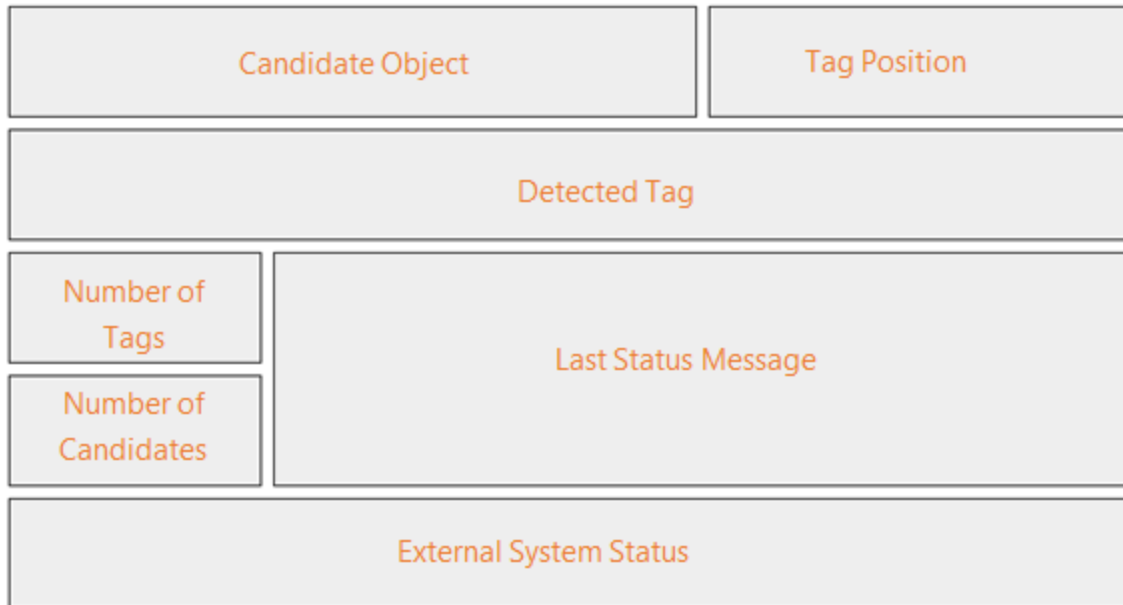 Candidate Object
Tag Position
Detected Tag
Number of
Tags
Last Status Message
Number of
Candidates
External System Status